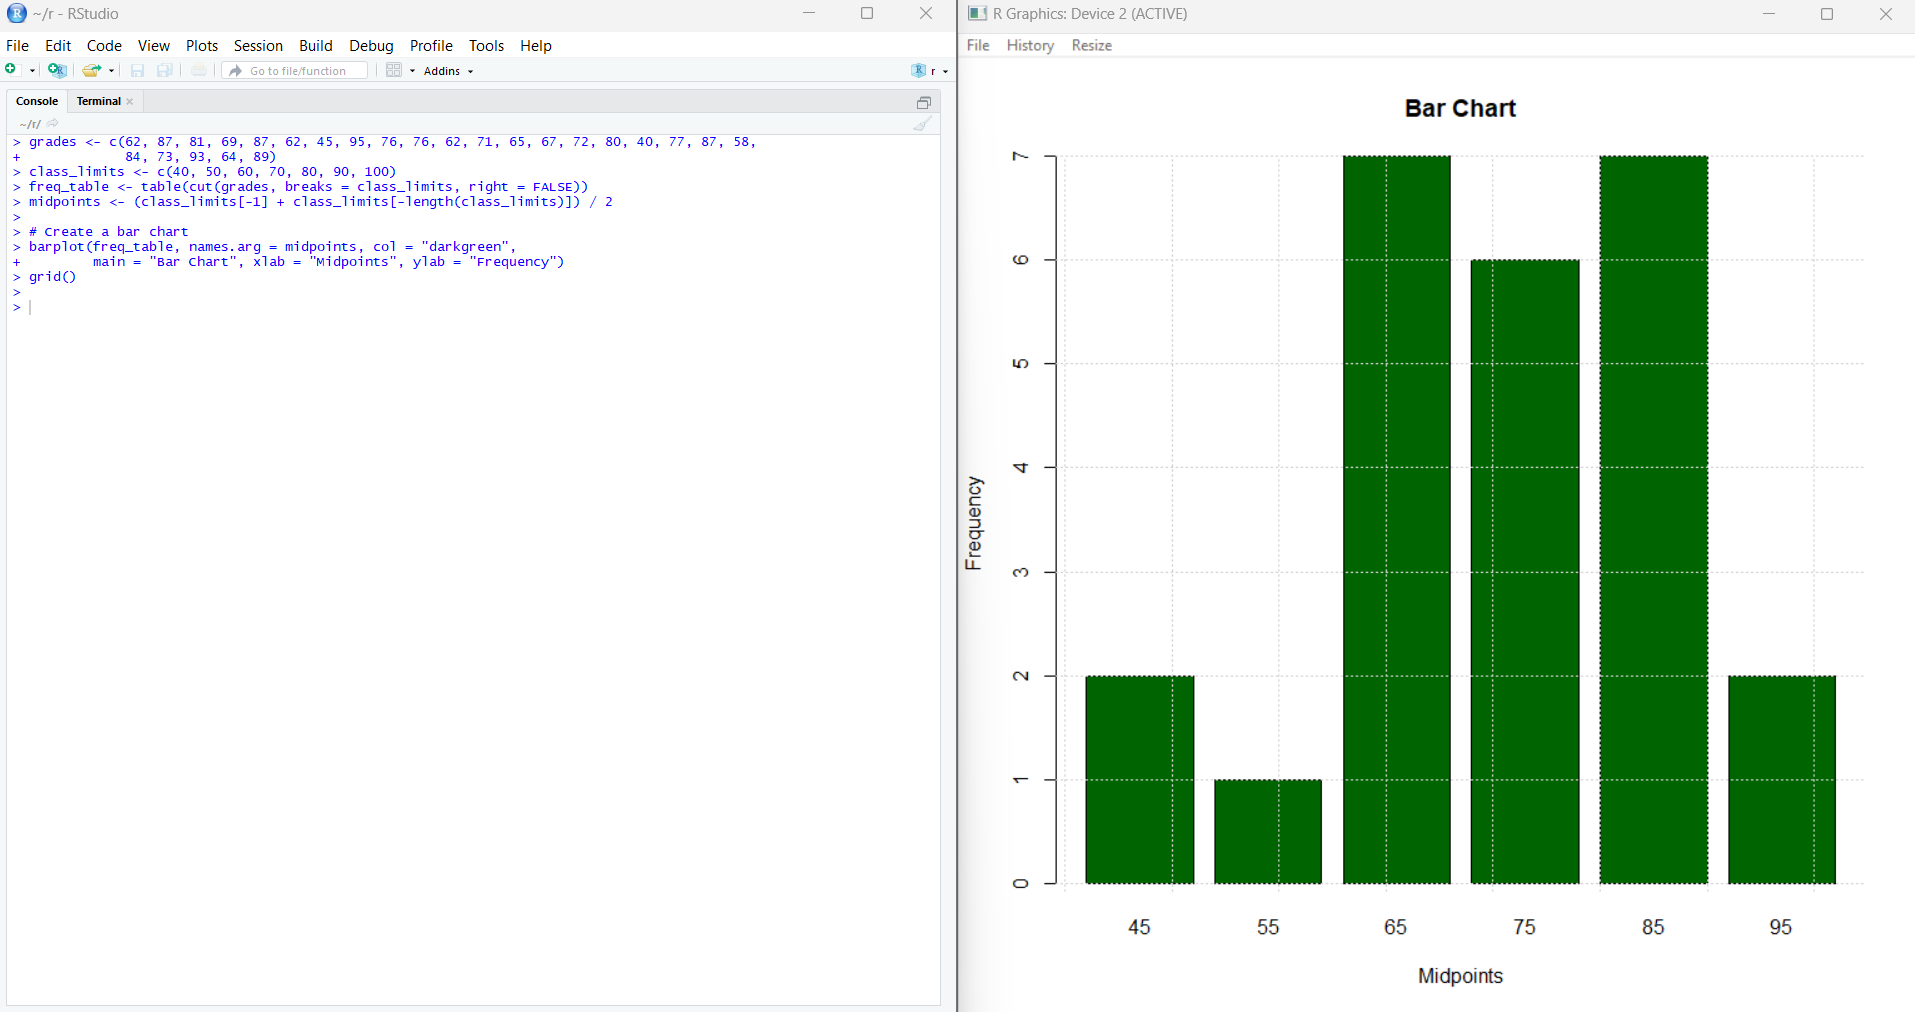 ~/r - RStudio
File Edit Code View Plots Session Build Debug Profile Tools Help
Go to file/function Addins r
Console Terminal
~/r/
> grades <- c(62, 87, 81, 69, 87, 62, 45, 95, 76, 76, 62, 71, 65, 67, 72, 80, 40, 77, 87, 58,
+             84, 73, 93, 64, 89)
> class_limits <- c(40, 50, 60, 70, 80, 90, 100)
> freq_table <- table(cut(grades, breaks = class_limits, right = FALSE))
> midpoints <- (class_limits[-1] + class_limits[-length(class_limits)]) / 2
>
> # Create a bar chart
> barplot(freq_table, names.arg = midpoints, col = "darkgreen",
+         main = "Bar Chart", xlab = "Midpoints", ylab = "Frequency")
> grid()
>
>
R Graphics: Device 2 (ACTIVE)
File History Resize
Bar Chart
Frequency
7
6
5
4
3
2
1
0
45 55 65 75 85 95
Midpoints